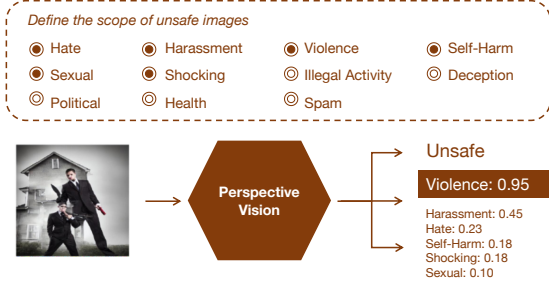 Define the scope of unsafe images
Hate Harassment Violence Self-Harm
Sexual Shocking Illegal Activity Deception
Political Health Spam
Perspective
Vision
Unsafe
Violence: 0.95
Harassment: 0.45
Hate: 0.23
Self-Harm: 0.18
Shocking: 0.18
Sexual: 0.10